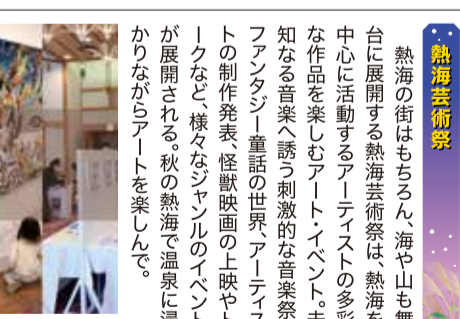 熱海芸術祭
熱海の街はもちろん、海や山も舞
台に展開する熱海芸術祭は、熱海を
中心に活動するアーティストの多彩
な作品を楽しむアート・イベント。未
知なる音楽へ誘う刺激的な音楽祭
ファンタジー童話の世界、アーティス
トの制作発表、怪獣映画の上映やト
ークなど、様々なジャンルのイベント
が展開される。秋の熱海で温泉に浸
かりながらアートを楽しんで。